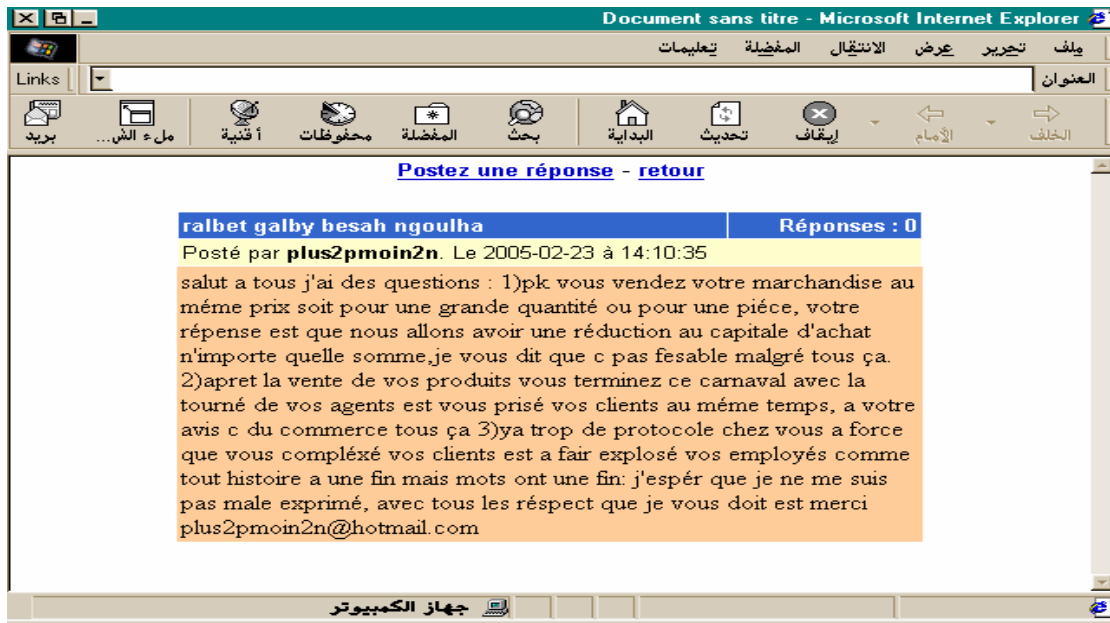 Document sans titre - Microsoft Internet Explorer
ملف تحرير عرض الانتقال المفضلة تعليمات
العنوان Links
الخلف الأمام إيقاف تحديث البداية بحث المفضلة محفوظات أقنية ملء الش... بريد
Postez une réponse - retour
ralbet galby besah ngoulha Réponses : 0
Posté par plus2pmoin2n. Le 2005-02-23 à 14:10:35
salut a tous j'ai des questions : 1)pk vous vendez votre marchandise au
méme prix soit pour une grande quantité ou pour une piéce, votre
répense est que nous allons avoir une réduction au capitale d'achat
n'importe quelle somme,je vous dit que c pas fesable malgré tous ça.
2)apret la vente de vos produits vous terminez ce carnaval avec la
tourné de vos agents est vous prisé vos clients au méme temps, a votre
avis c du commerce tous ça 3)ya trop de protocole chez vous a force
que vous compléxé vos clients est a fair explosé vos employés comme
tout histoire a une fin mais mots ont une fin: j'espér que je ne me suis
pas male exprimé, avec tous les réspect que je vous doit est merci
plus2pmoin2n@hotmail.com
جهاز الكمبيوتر